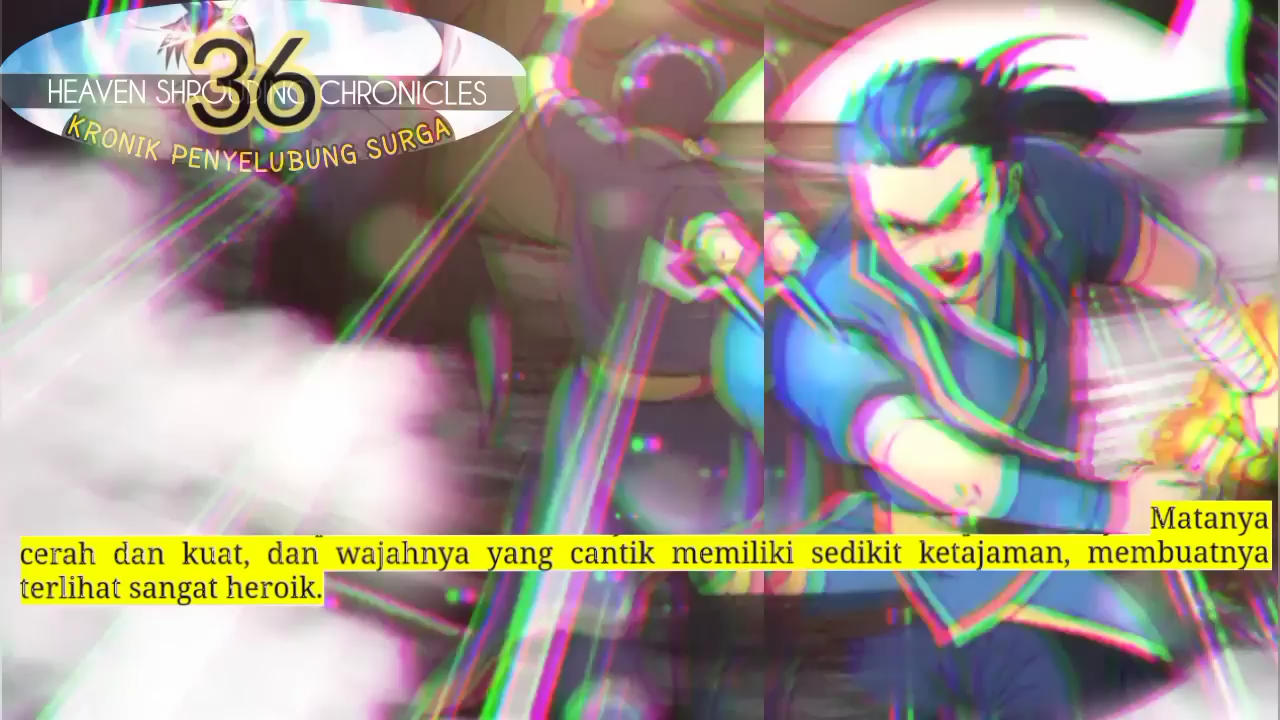 36
HEAVEN SHROUDING CHRONICLES
KRONIK PENYELUBUNG SURGA
Matanya
cerah dan kuat, dan wajahnya yang cantik memiliki sedikit ketajaman, membuatnya
terlihat sangat heroik.